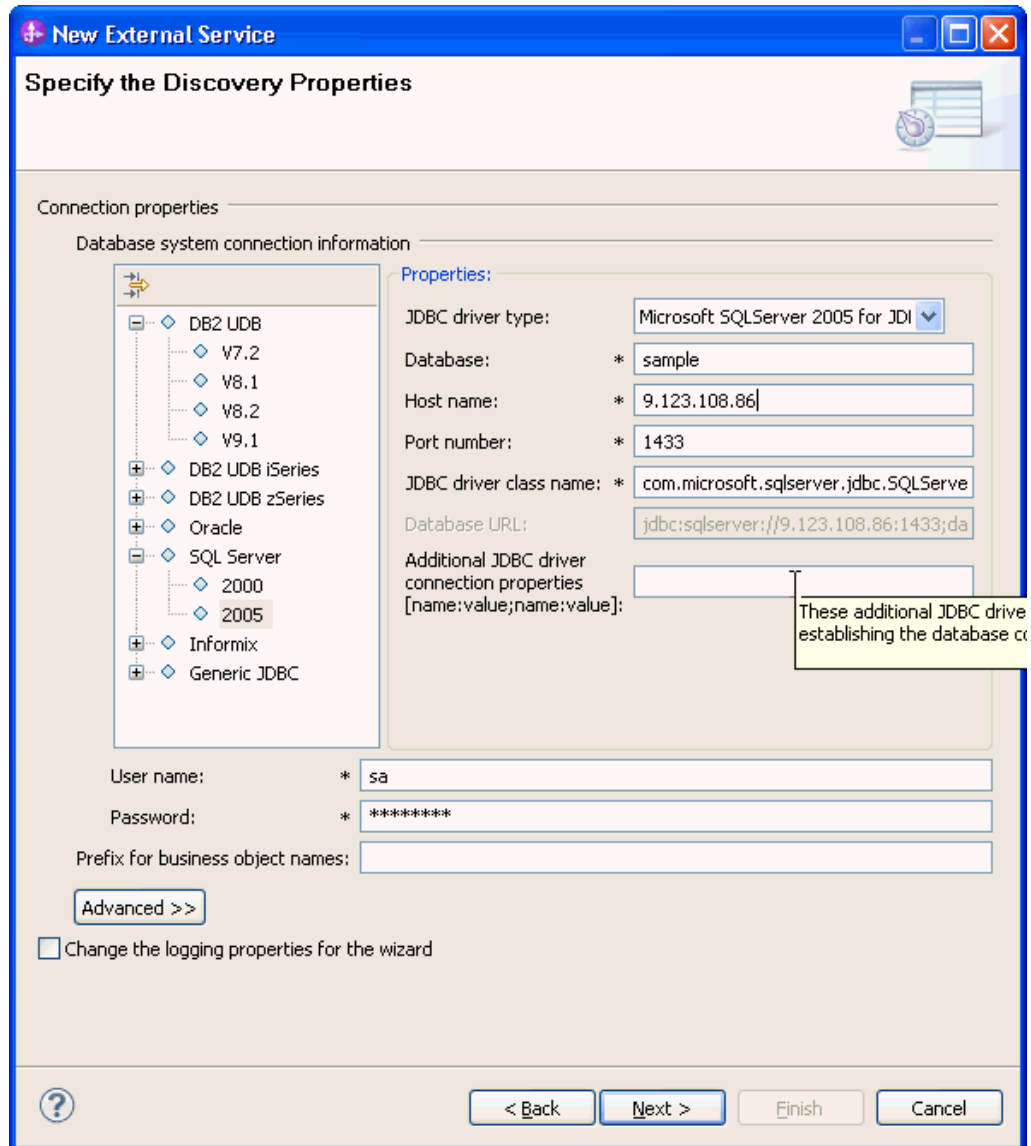 New External Service
Specify the Discovery Properties
Connection properties
Database system connection information
Properties:
DB2 UDB
V7.2
V8.1
V8.2
V9.1
DB2 UDB iSeries
DB2 UDB zSeries
Oracle
SQL Server
2000
2005
Informix
Generic JDBC
JDBC driver type: Microsoft SQLServer 2005 for JDI
Database: * sample
Host name: * 9.123.108.86
Port number: * 1433
JDBC driver class name: * com.microsoft.sqlserver.jdbc.SQLServe
Database URL: jdbc:sqlserver://9.123.108.86:1433;da
Additional JDBC driver
connection properties
[name:value;name:value]:
These additional JDBC drive
establishing the database co
User name: * sa
Password: * ********
Prefix for business object names:
Advanced >>
Change the logging properties for the wizard
?
< Back Next > Finish Cancel